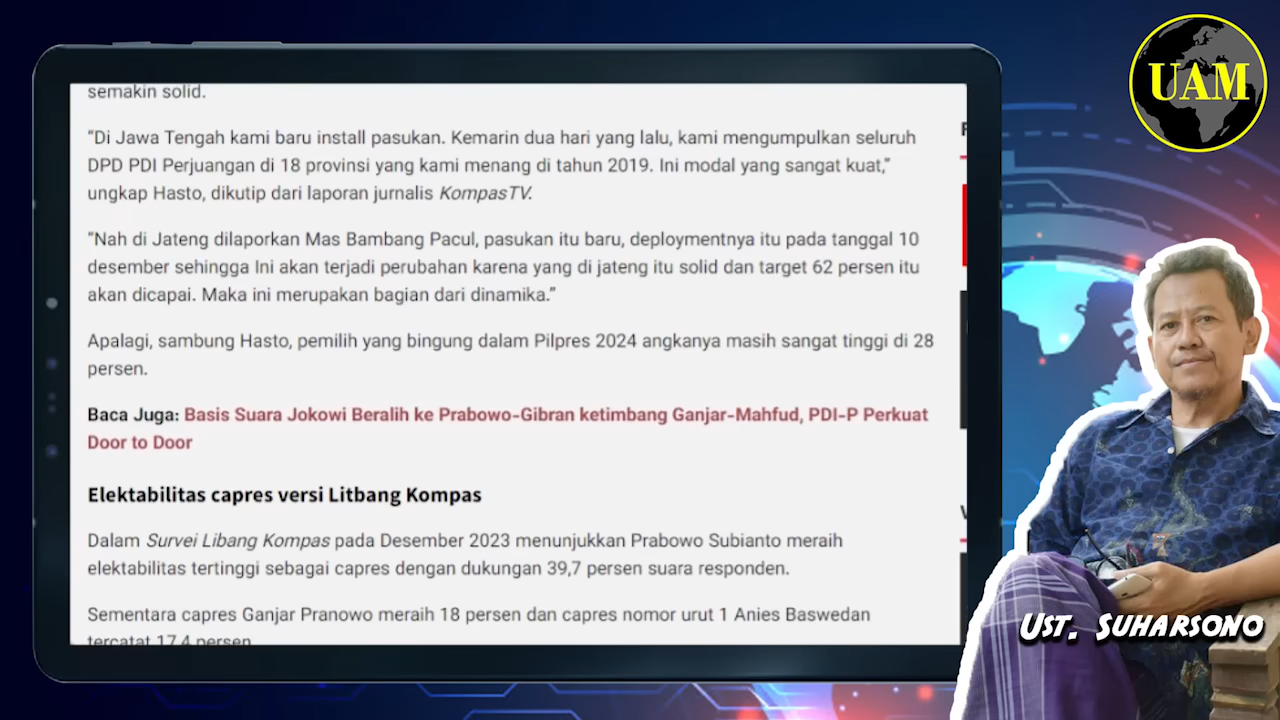 semakin solid.
“Di Jawa Tengah kami baru install pasukan. Kemarin dua hari yang lalu, kami mengumpulkan seluruh
DPD PDI Perjuangan di 18 provinsi yang kami menang di tahun 2019. Ini modal yang sangat kuat,”
ungkap Hasto, dikutip dari laporan jurnalis KompasTV.
“Nah di Jateng dilaporkan Mas Bambang Pacul, pasukan itu baru, deploymentnya itu pada tanggal 10
desember sehingga Ini akan terjadi perubahan karena yang di jateng itu solid dan target 62 persen itu
akan dicapai. Maka ini merupakan bagian dari dinamika.”
Apalagi, sambung Hasto, pemilih yang bingung dalam Pilpres 2024 angkanya masih sangat tinggi di 28
persen.
Baca Juga: Basis Suara Jokowi Beralih ke Prabowo-Gibran ketimbang Ganjar-Mahfud, PDI-P Perkuat
Door to Door
Elektabilitas capres versi Litbang Kompas
Dalam Survei Libang Kompas pada Desember 2023 menunjukkan Prabowo Subianto meraih
elektabilitas tertinggi sebagai capres dengan dukungan 39,7 persen suara responden.
Sementara capres Ganjar Pranowo meraih 18 persen dan capres nomor urut 1 Anies Baswedan
tercatat 17,4 persen
UAM
UST. SUHARSONO